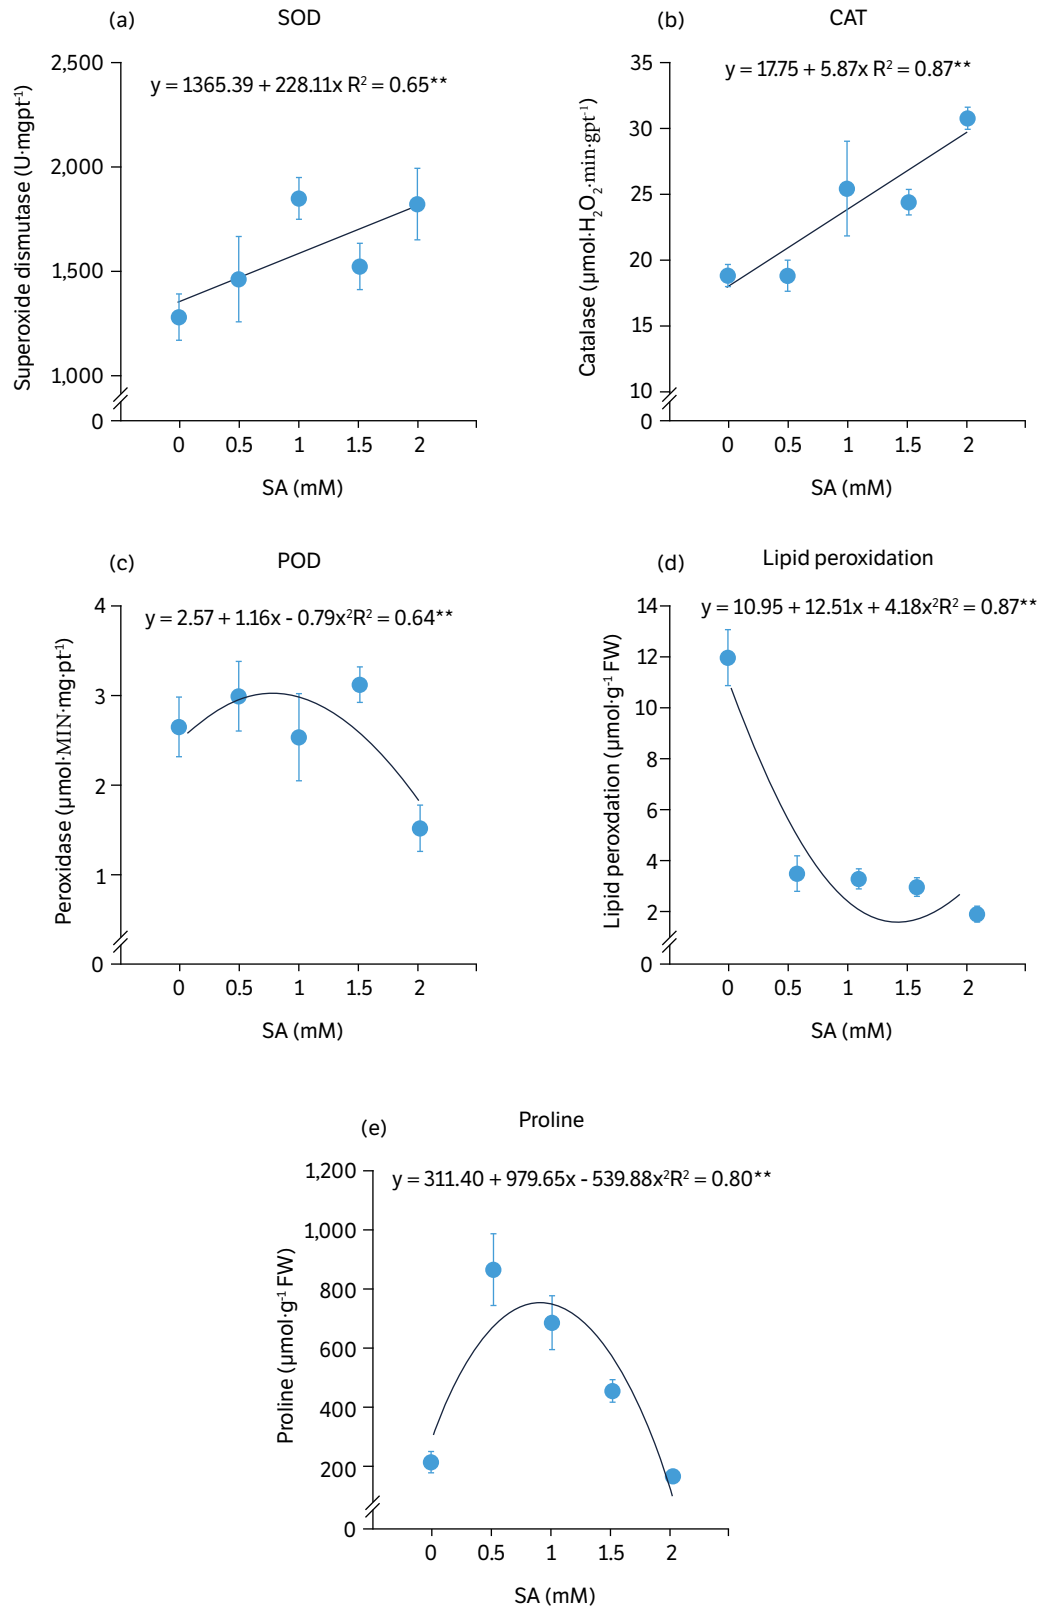 (a) SOD
y = 1365.39 + 228.11x R² = 0.65**
Superoxide dismutase (U·mgpt⁻¹)
2,500
2,000
1,500
1,000
0
0 0.5 1 1.5 2
SA (mM)
(b) CAT
y = 17.75 + 5.87x R² = 0.87**
Catalase (µmol·H₂O₂·min·gpt⁻¹)
35
30
25
20
15
10
0
0 0.5 1 1.5 2
SA (mM)
(c) POD
y = 2.57 + 1.16x - 0.79x²R² = 0.64**
Peroxidase (µmol·MIN·mg·pt⁻¹)
4
3
2
1
0
0 0.5 1 1.5 2
SA (mM)
(d) Lipid peroxidation
y = 10.95 + 12.51x + 4.18x²R² = 0.87**
Lipid peroxdation (µmol·g⁻¹ FW)
14
12
10
8
6
4
2
0
0 0.5 1 1.5 2
SA (mM)
(e) Proline
y = 311.40 + 979.65x - 539.88x²R² = 0.80**
Proline (µmol·g⁻¹ FW)
1,200
1,000
800
600
400
200
0
0 0.5 1 1.5 2
SA (mM)